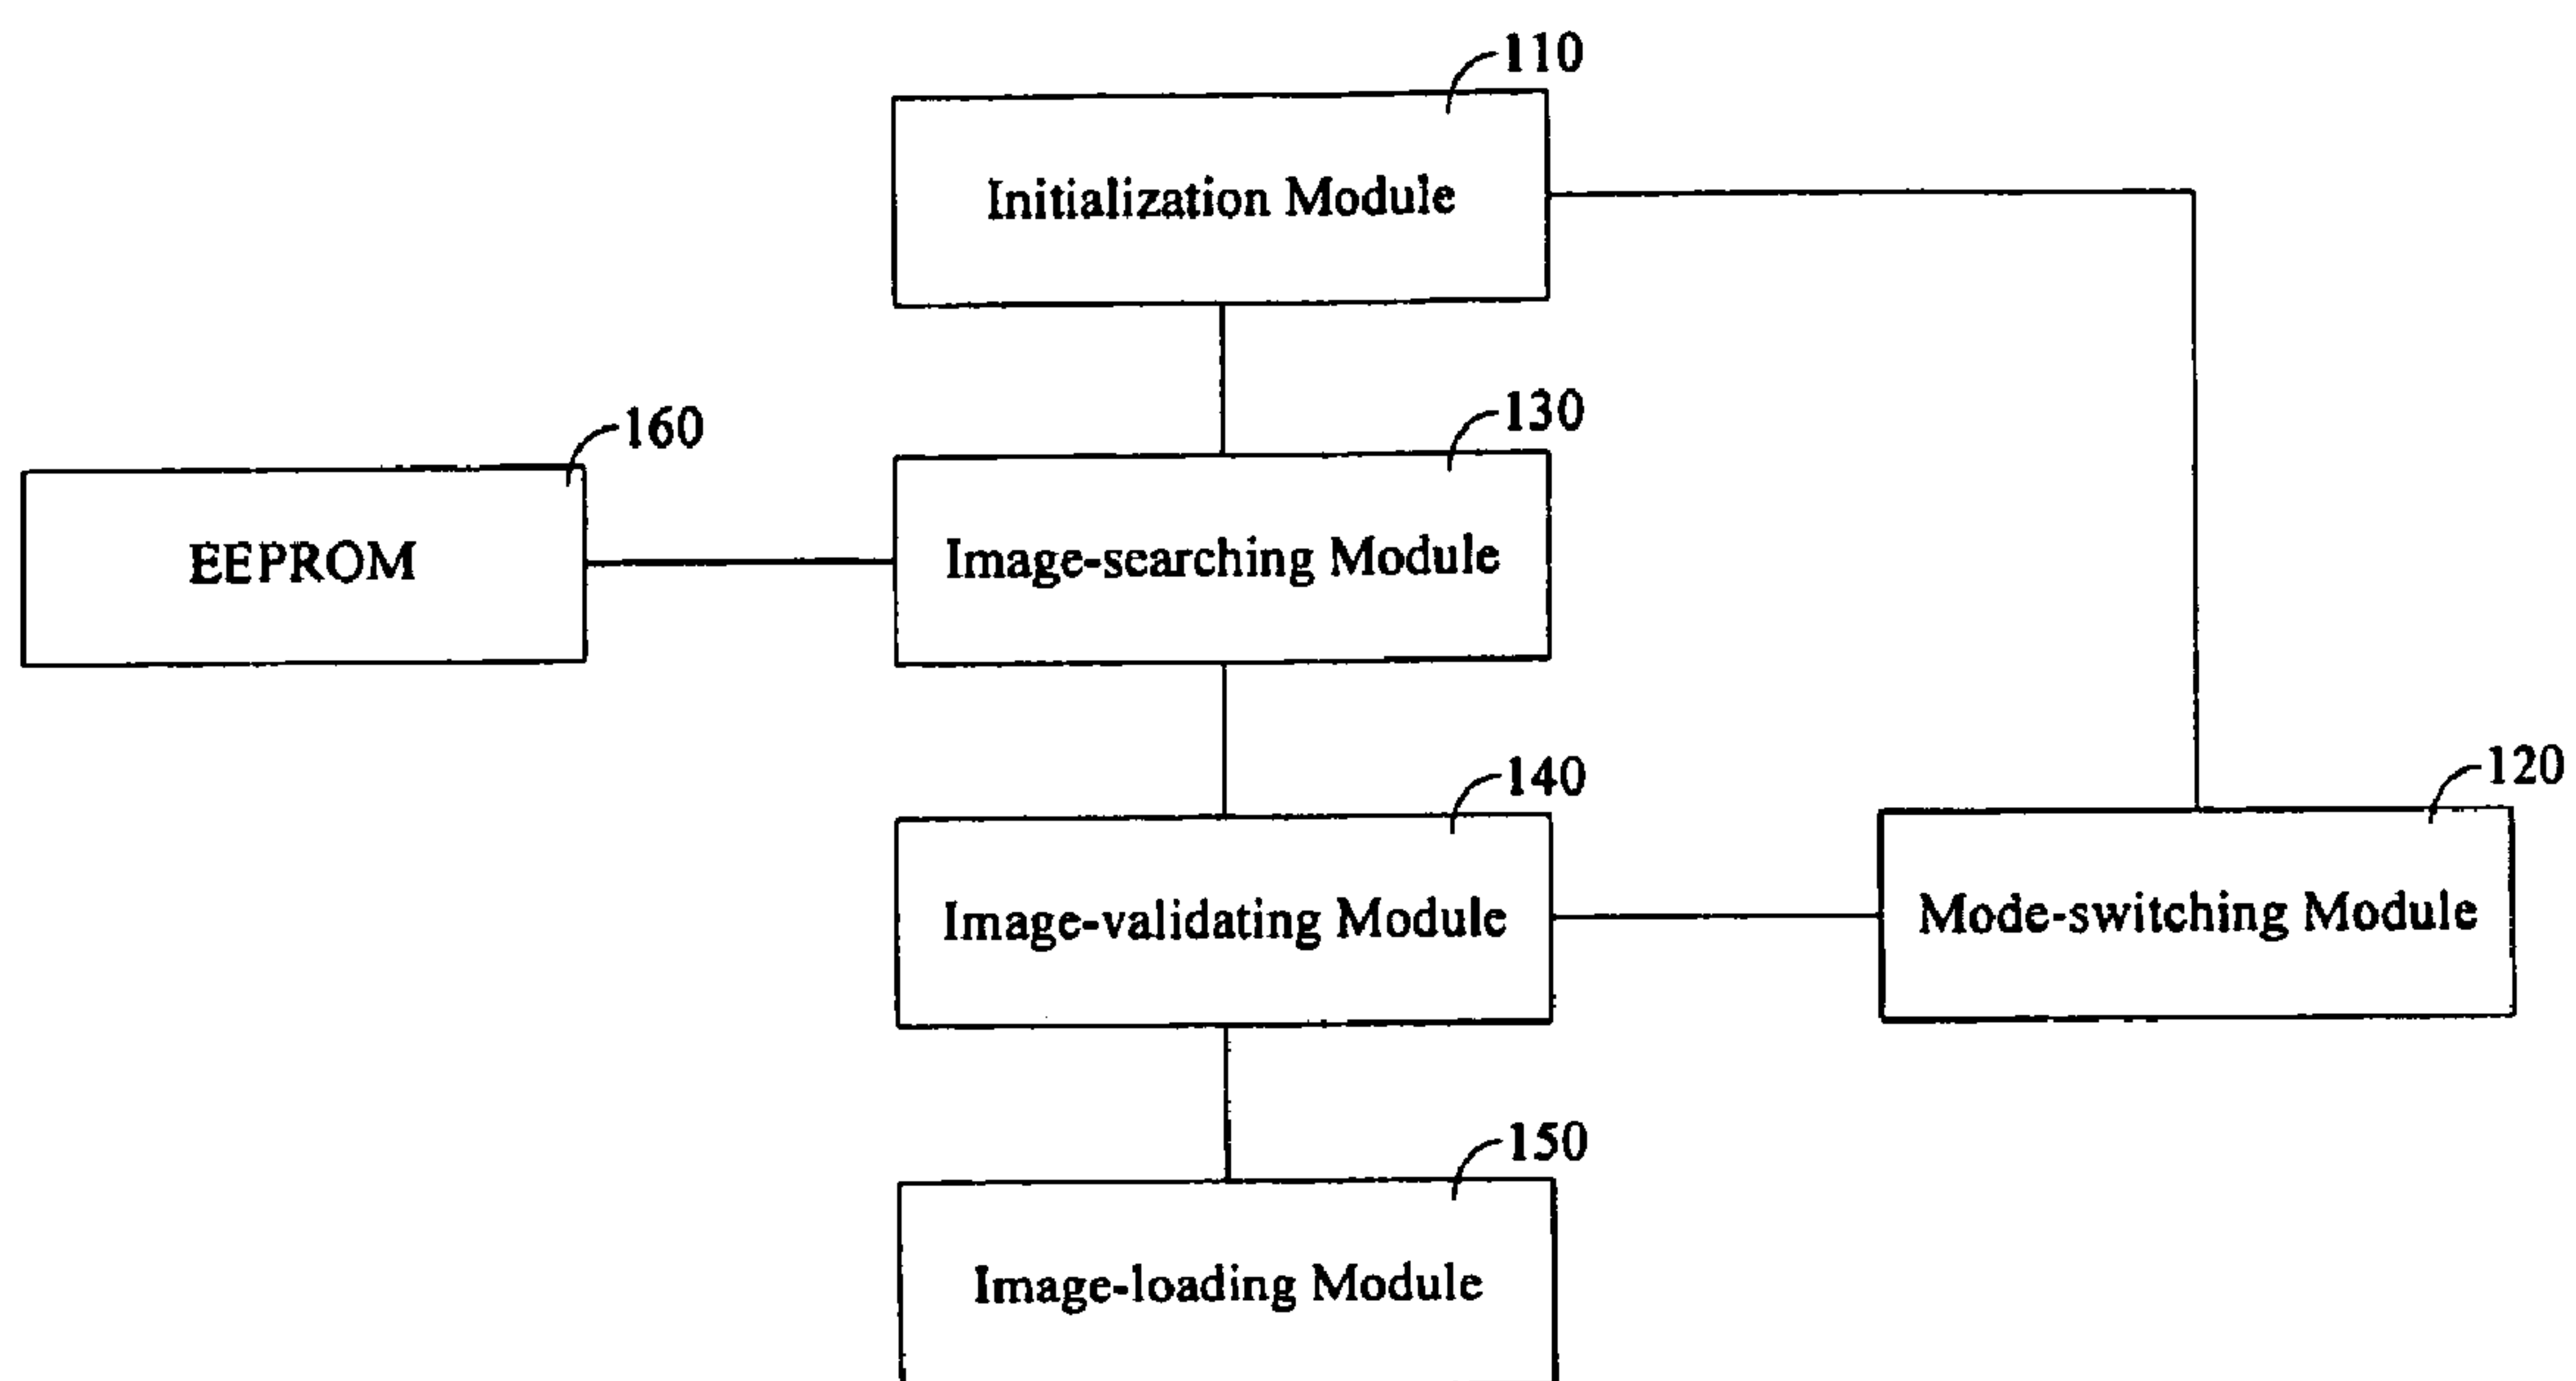 110
Initialization Module
130
160
EEPROM
Image-searching Module
140
120
Image-validating Module
Mode-switching Module
150
Image-loading Module